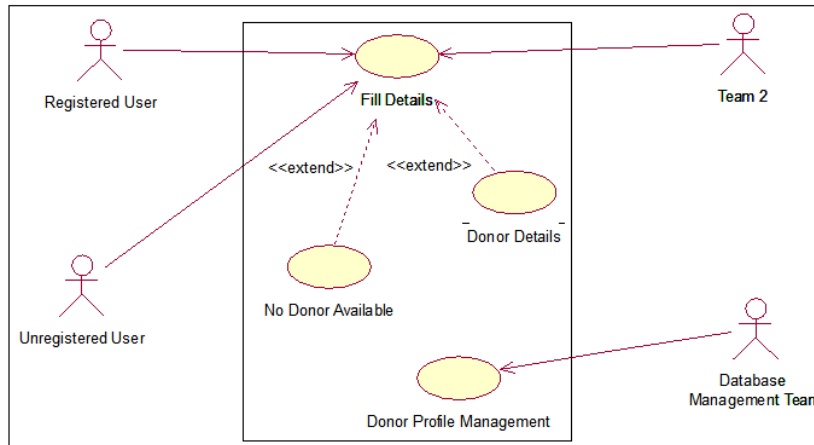 Registered User
Fill Details
Team 2
<<extend>>
<<extend>>
Donor Details
No Donor Available
Unregistered User
Database
Management Team
Donor Profile Management